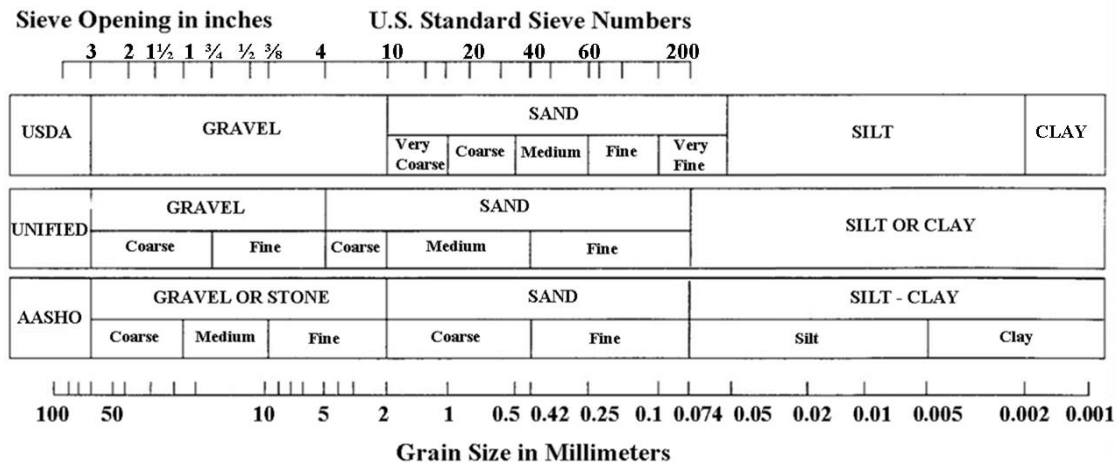 Sieve Opening in inches U.S. Standard Sieve Numbers
3 2 1½ 1 ¾ ½ ⅜ 4 10 20 40 60 200
USDA GRAVEL SAND SILT CLAY
Very Coarse Coarse Medium Fine Very Fine
UNIFIED GRAVEL SAND SILT OR CLAY
Coarse Fine Coarse Medium Fine
AASHO GRAVEL OR STONE SAND SILT - CLAY
Coarse Medium Fine Coarse Fine Silt Clay
100 50 10 5 2 1 0.5 0.42 0.25 0.1 0.074 0.05 0.02 0.01 0.005 0.002 0.001
Grain Size in Millimeters